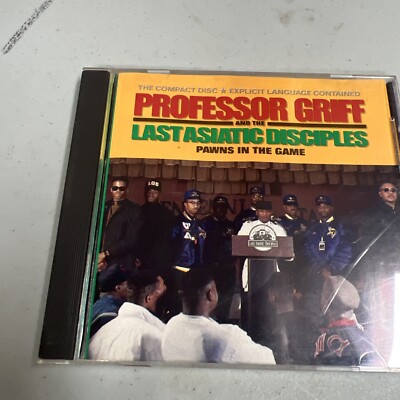 THE COMPACT DISC ★ EXPLICIT LANGUAGE CONTAINED
PROFESSOR GRIFF
AND THE
LAST ASIATIC DISCIPLES
PAWNS IN THE GAME